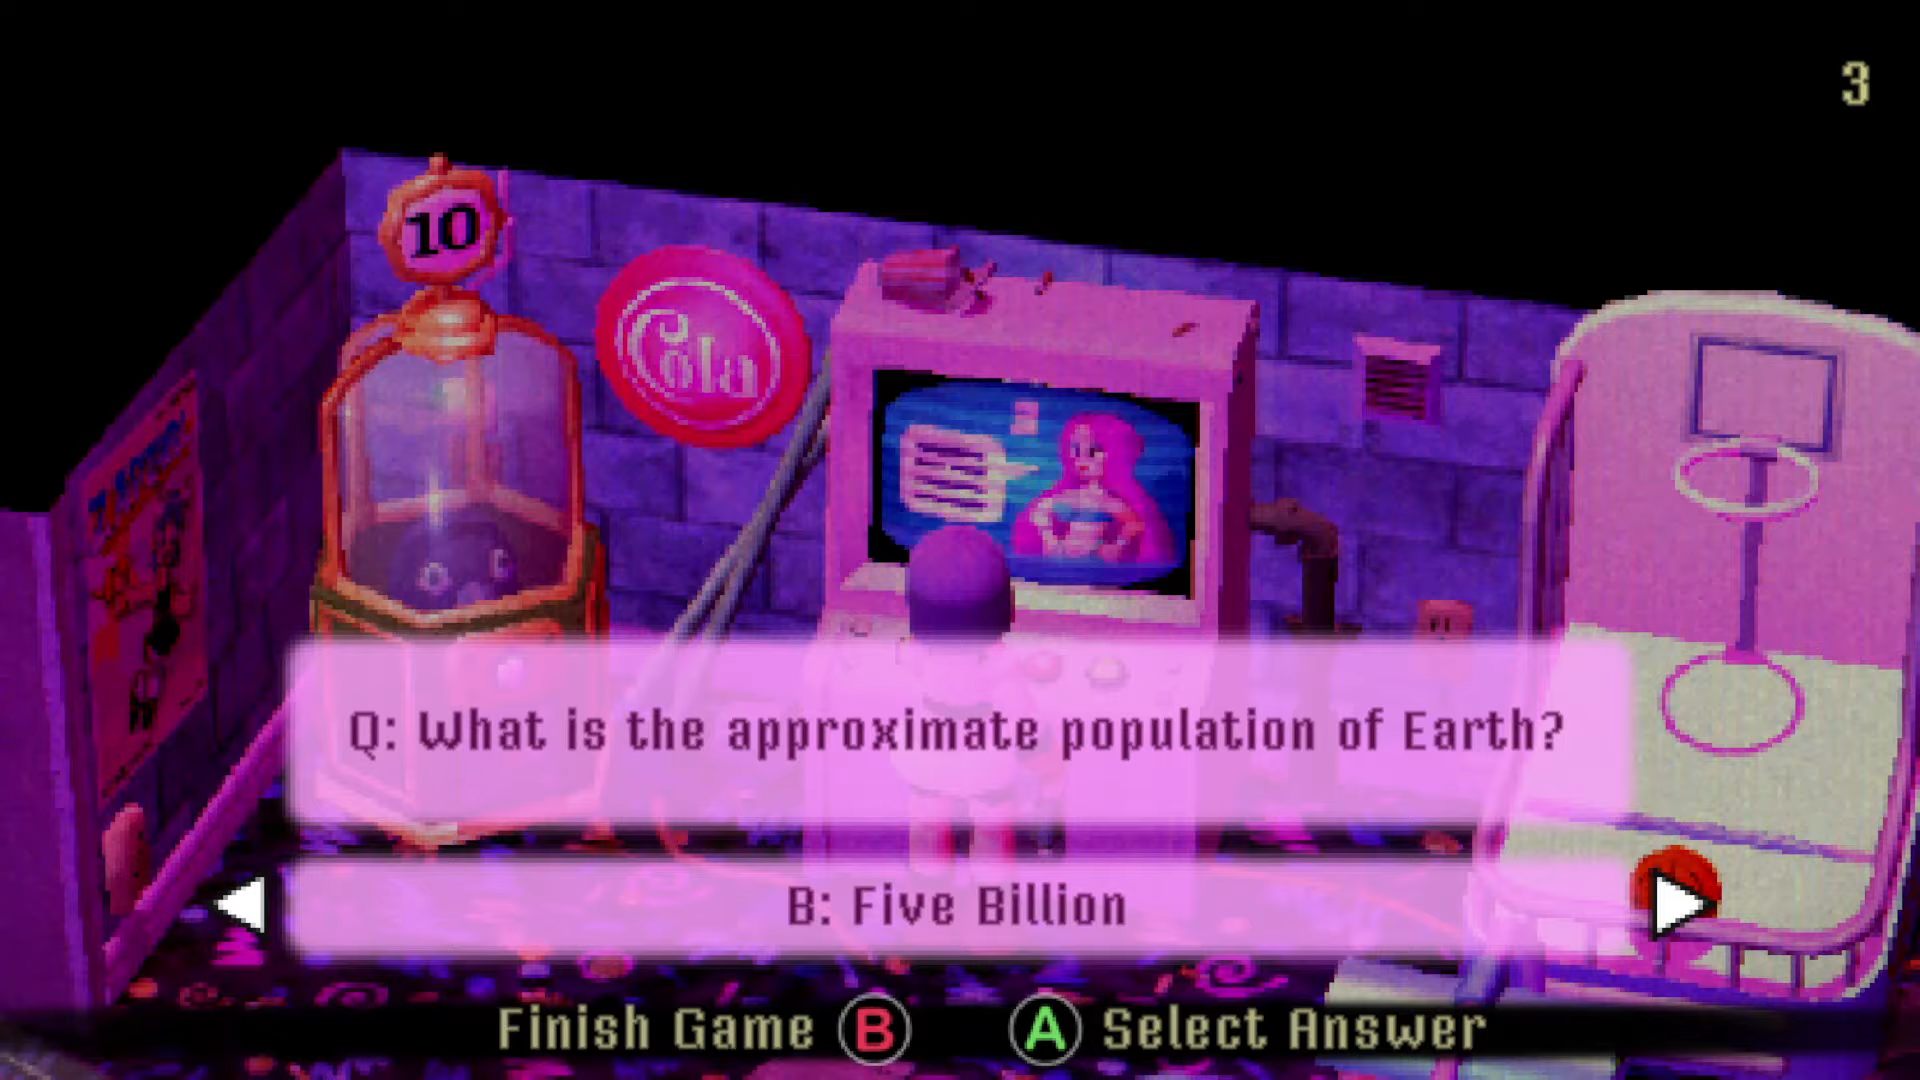 3
10
Cola
Q: What is the approximate population of Earth?
B: Five Billion
Finish Game B A Select Answer